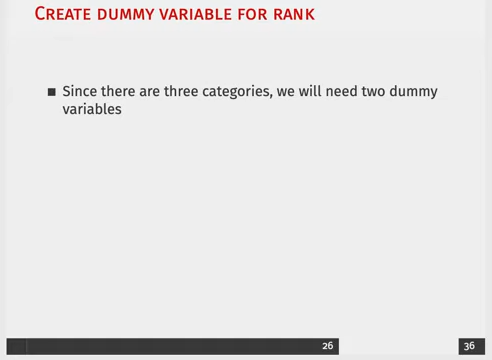 Create dummy variable for rank
■ Since there are three categories, we will need two dummy
variables
26
36